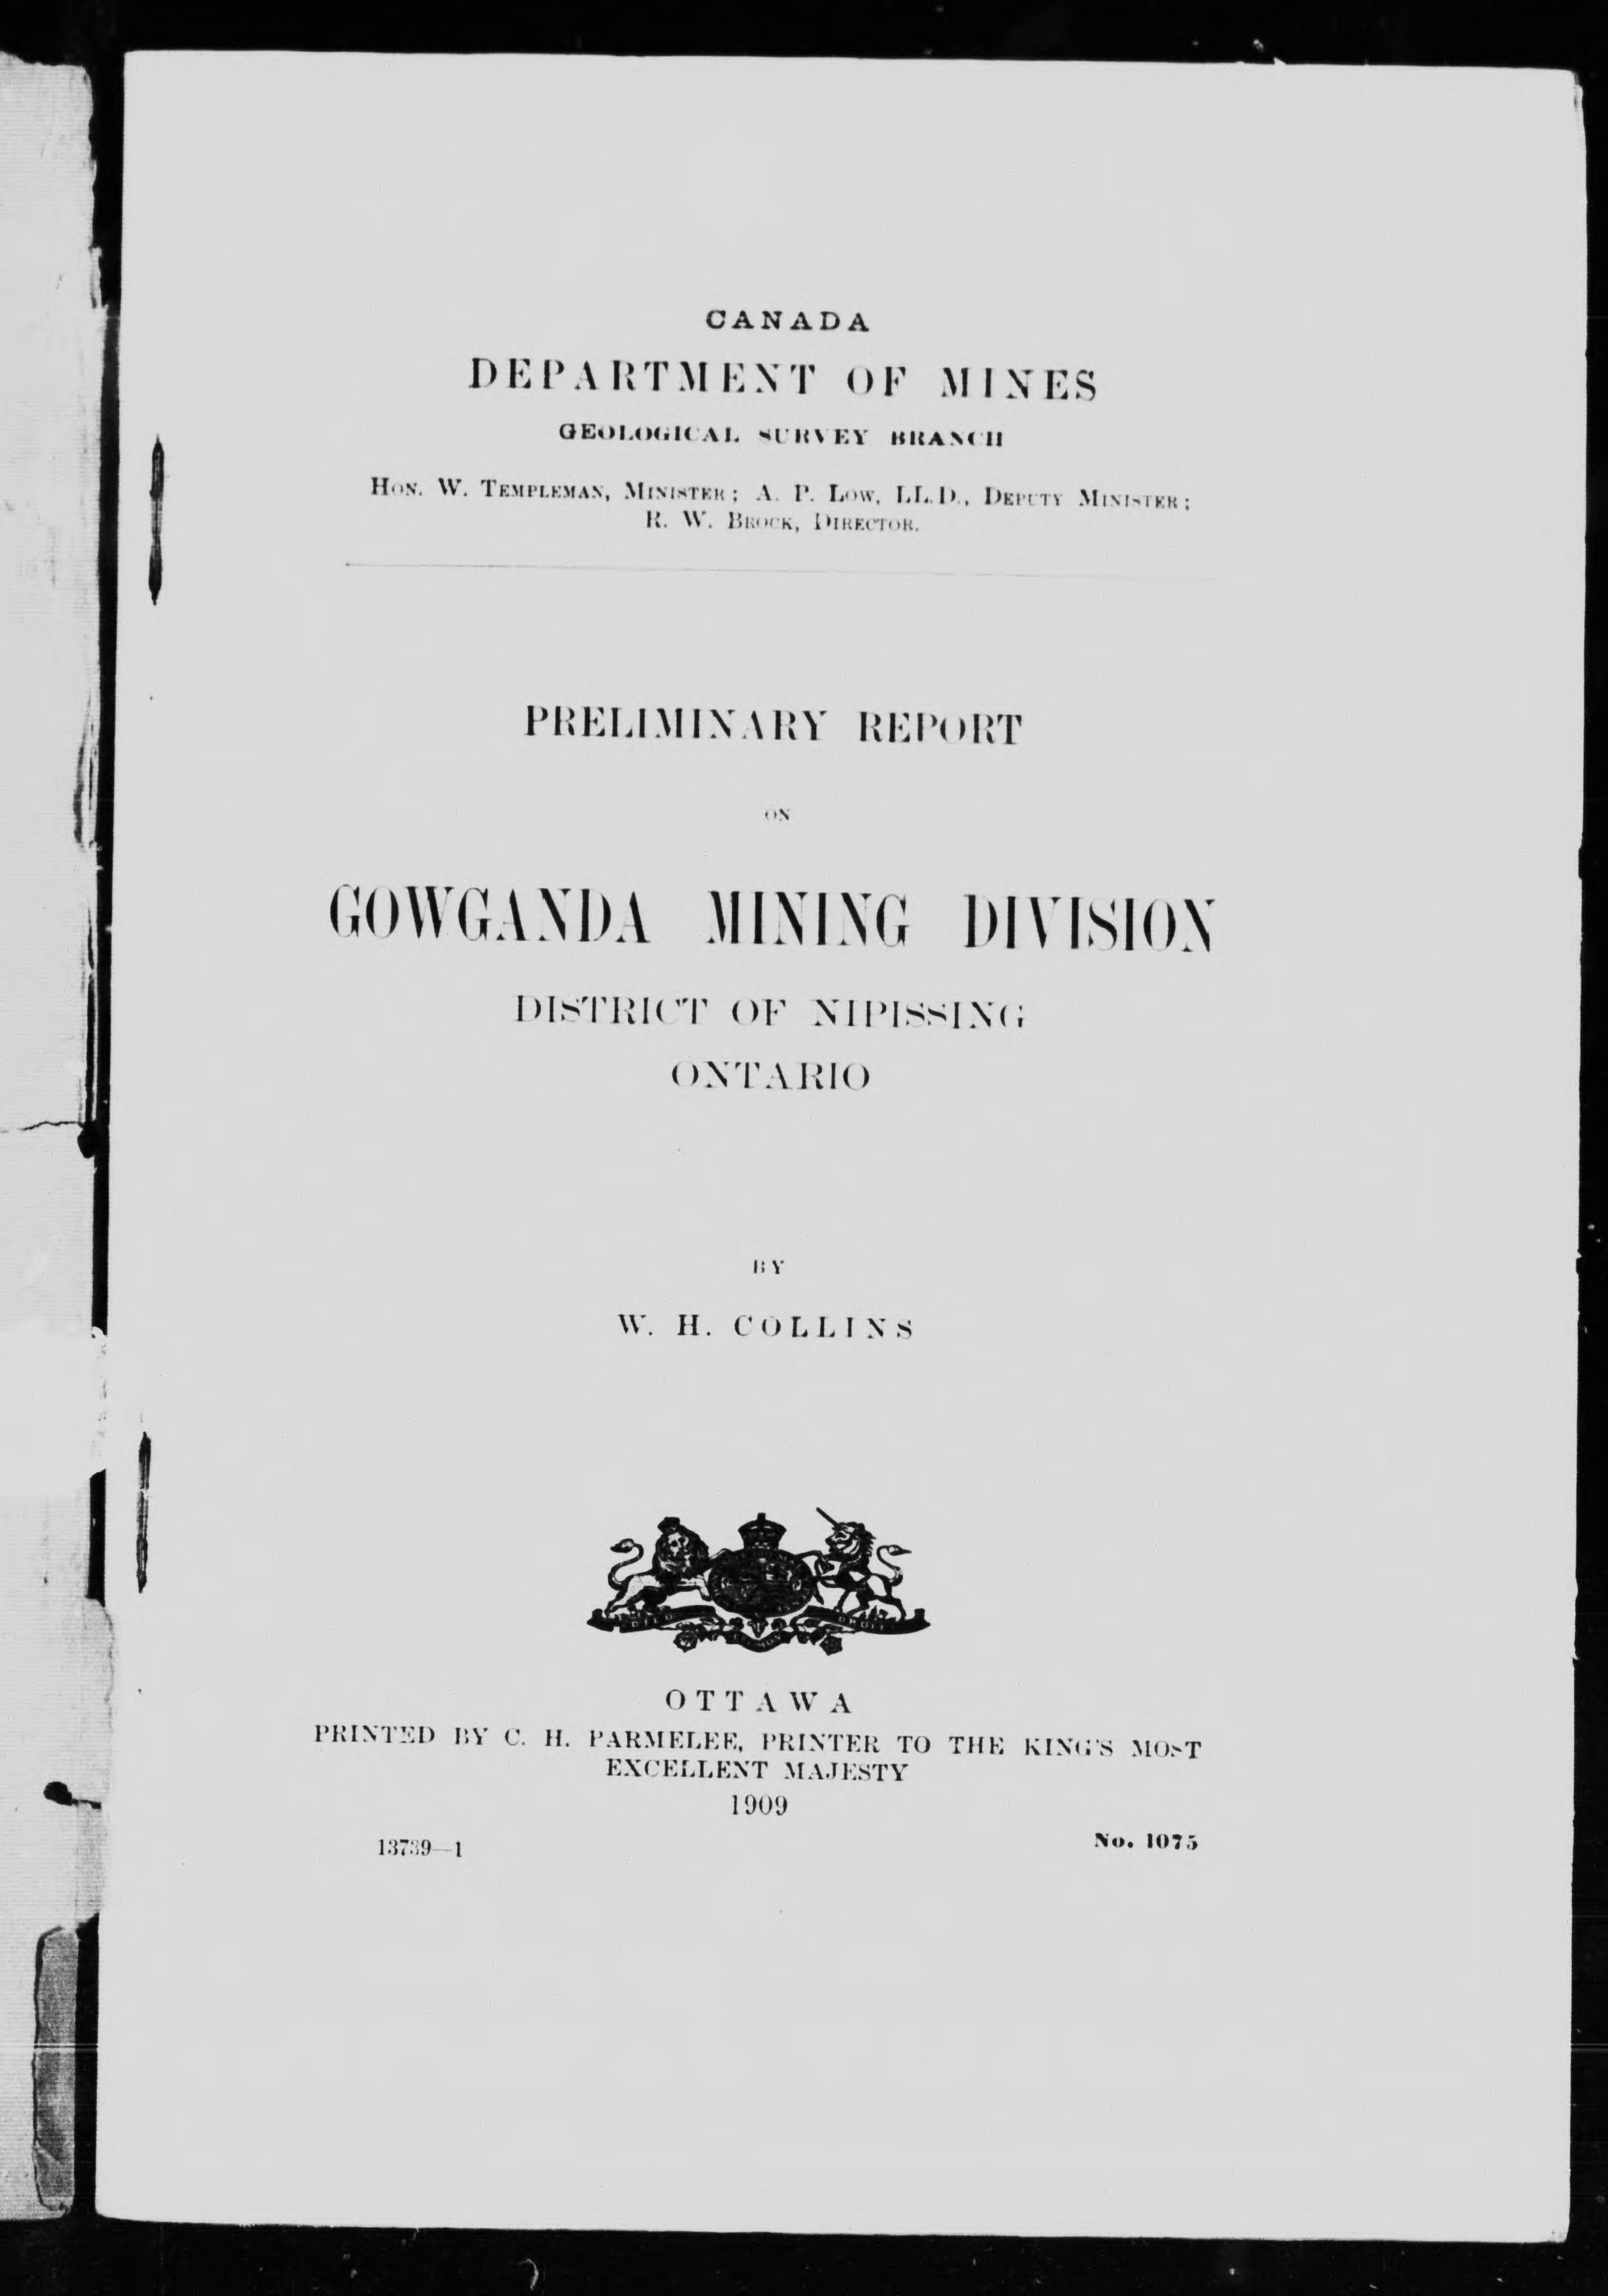 CANADA
DEPARTMENT OF MINES
GEOLOGICAL SURVEY BRANCH
HON. W. TEMPLEMAN, MINISTER; A. P. LOW, LL.D., DEPUTY MINISTER;
R. W. BROCK, DIRECTOR.
PRELIMINARY REPORT
ON
GOWGANDA MINING DIVISION
DISTRICT OF NIPISSING
ONTARIO
BY
W. H. COLLINS
OTTAWA
PRINTED BY C. H. PARMELEE, PRINTER TO THE KING'S MOST
EXCELLENT MAJESTY
1909
13739—1
No. 1075